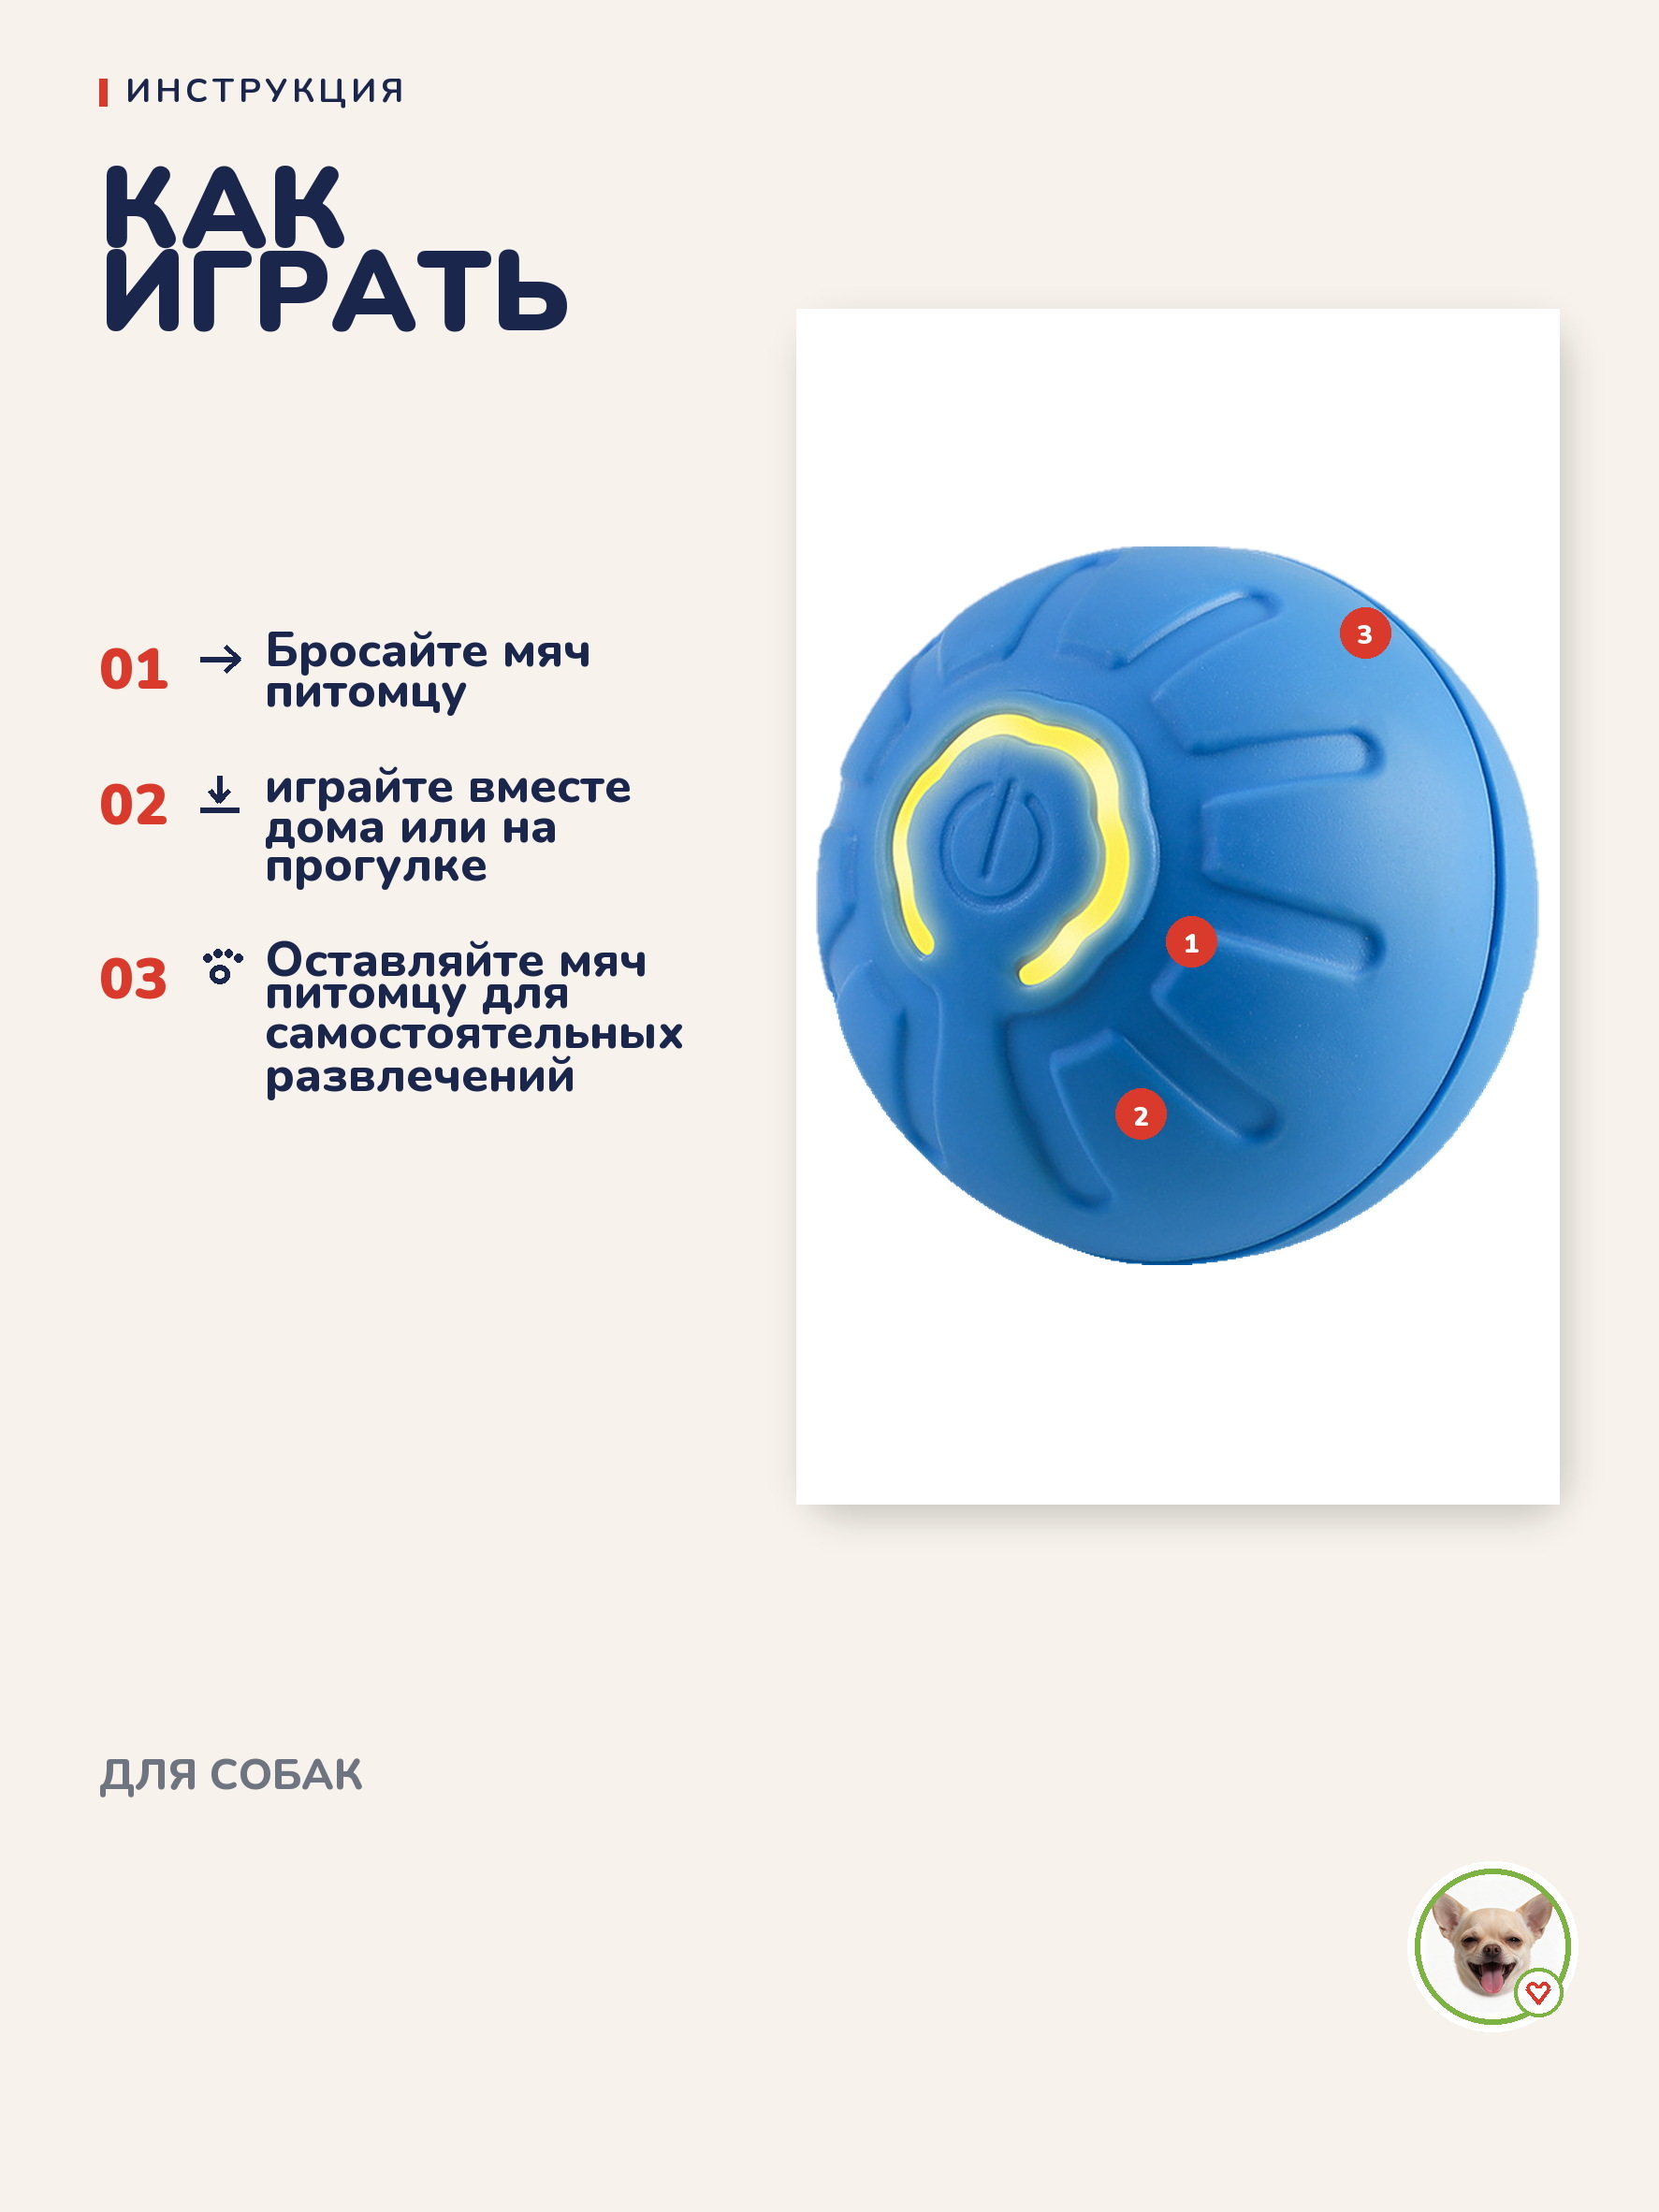 ИНСТРУКЦИЯ
КАК
ИГРАТЬ
01 Бросайте мяч
питомцу
02 играйте вместе
дома или на
прогулке
03 Оставляйте мяч
питомцу для
самостоятельных
развлечений
3
1
2
ДЛЯ СОБАК